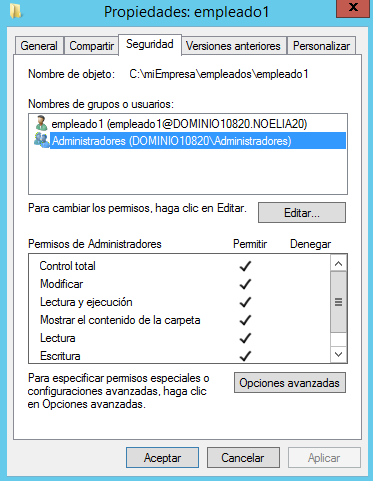 Propiedades: empleado1
General Compartir Seguridad Versiones anteriores Personalizar
Nombre de objeto: C:\miEmpresa\empleados\empleado1
Nombres de grupos o usuarios:
empleado1 (empleado1@DOMINIO10820.NOELIA20)
Administradores (DOMINIO10820\Administradores)
Para cambiar los permisos, haga clic en Editar. Editar...
Permisos de Administradores Permitir Denegar
Control total
Modificar
Lectura y ejecución
Mostrar el contenido de la carpeta
Lectura
Escritura
Para especificar permisos especiales o
configuraciones avanzadas, haga clic
en Opciones avanzadas.
Opciones avanzadas
Aceptar Cancelar Aplicar